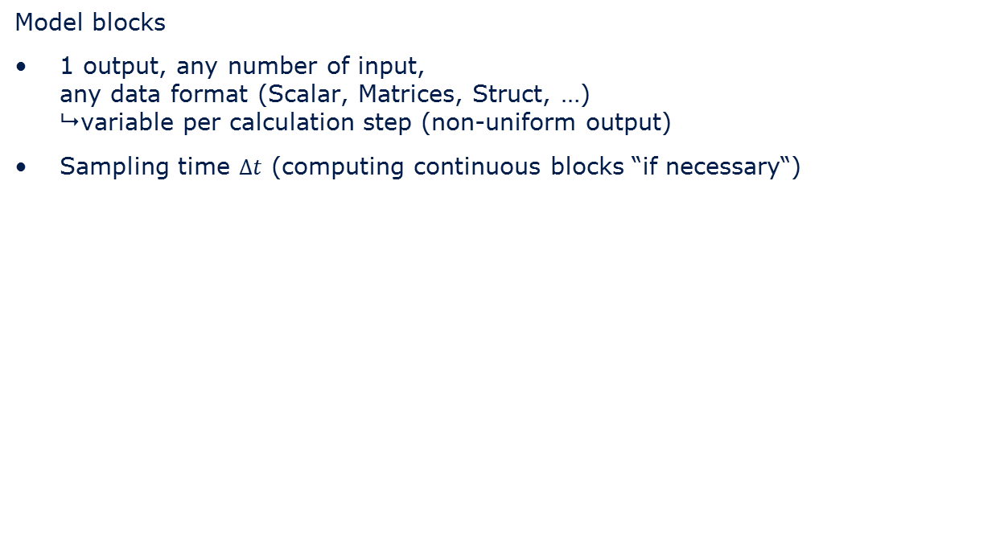 Model blocks
• 1 output, any number of input,
any data format (Scalar, Matrices, Struct, …)
↪variable per calculation step (non-uniform output)
• Sampling time Δt (computing continuous blocks “if necessary“)